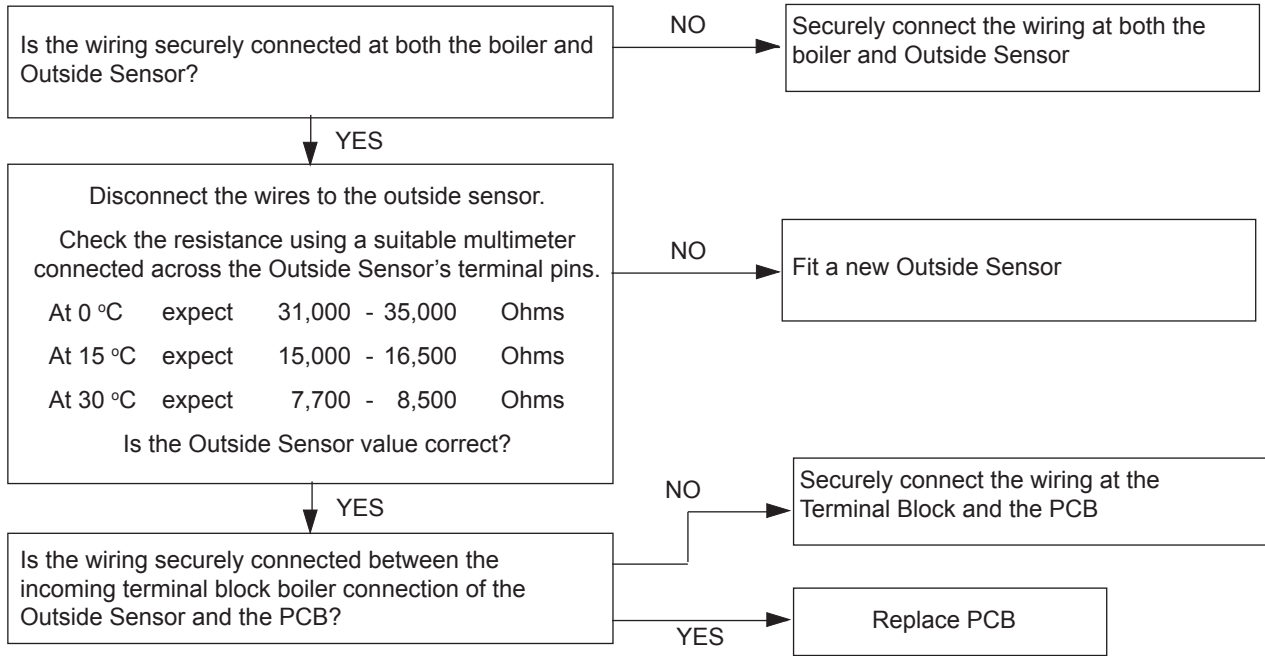 Is the wiring securely connected at both the boiler and
Outside Sensor?
NO
Securely connect the wiring at both the
boiler and Outside Sensor
YES
Disconnect the wires to the outside sensor.
Check the resistance using a suitable multimeter
connected across the Outside Sensor’s terminal pins.
At 0 °C expect 31,000 - 35,000 Ohms
At 15 °C expect 15,000 - 16,500 Ohms
At 30 °C expect 7,700 - 8,500 Ohms
Is the Outside Sensor value correct?
NO
Fit a new Outside Sensor
YES
Is the wiring securely connected between the
incoming terminal block boiler connection of the
Outside Sensor and the PCB?
NO
Securely connect the wiring at the
Terminal Block and the PCB
YES
Replace PCB